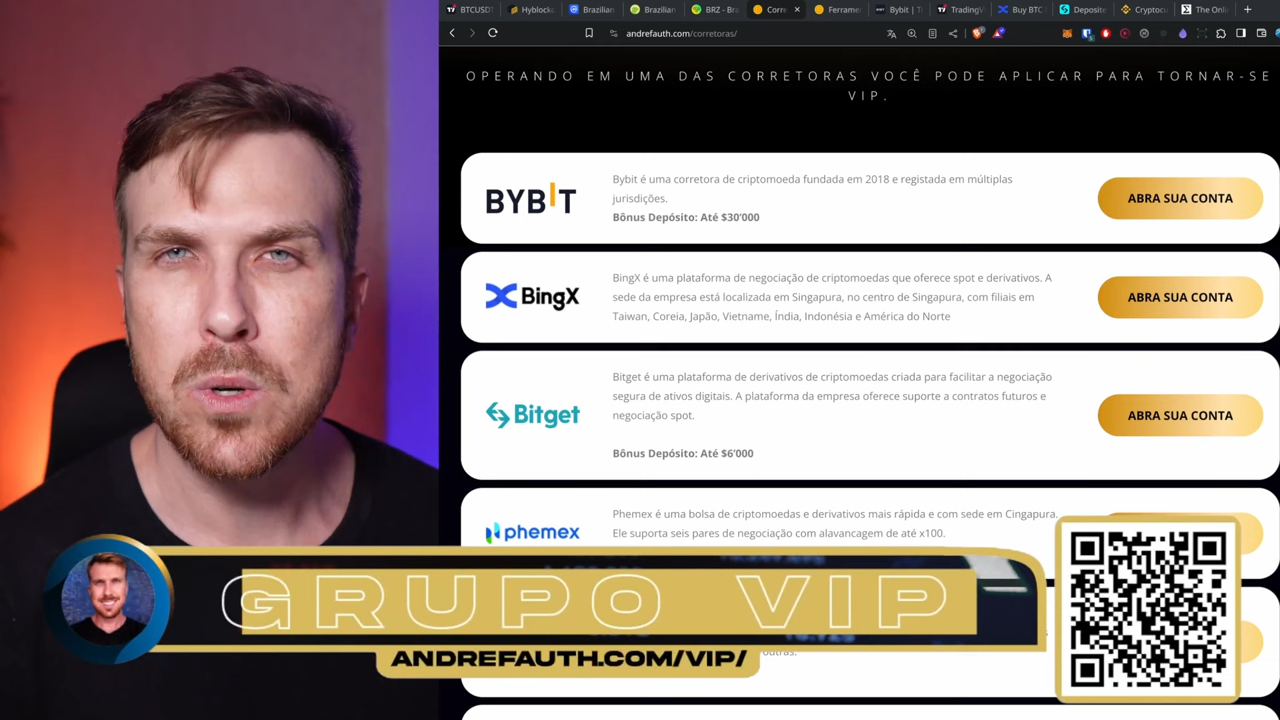 BTCUSDT
Hyblock
Brazilian
Brazilian
BRZ - Bra
Corre
Ferrame
Bybit | T
TradingV
Buy BTC
Deposite
Cryptocu
The Onli
andrefauth.com/corretoras/
OPERANDO EM UMA DAS CORRETORAS VOCÊ PODE APLICAR PARA TORNAR-SE
VIP.
BYBIT
Bybit é uma corretora de criptomoeda fundada em 2018 e registada em múltiplas
jurisdições.
Bônus Depósito: Até $30'000
ABRA SUA CONTA
BingX
BingX é uma plataforma de negociação de criptomoedas que oferece spot e derivativos. A
sede da empresa está localizada em Singapura, no centro de Singapura, com filiais em
Taiwan, Coreia, Japão, Vietname, Índia, Indonésia e América do Norte
ABRA SUA CONTA
Bitget
Bitget é uma plataforma de derivativos de criptomoedas criada para facilitar a negociação
segura de ativos digitais. A plataforma da empresa oferece suporte a contratos futuros e
negociação spot.
Bônus Depósito: Até $6'000
ABRA SUA CONTA
phemex
Phemex é uma bolsa de criptomoedas e derivativos mais rápida e com sede em Cingapura.
Ele suporta seis pares de negociação com alavancagem de até x100.
GRUPO VIP
ANDREFAUTH.COM/VIP/
outras.